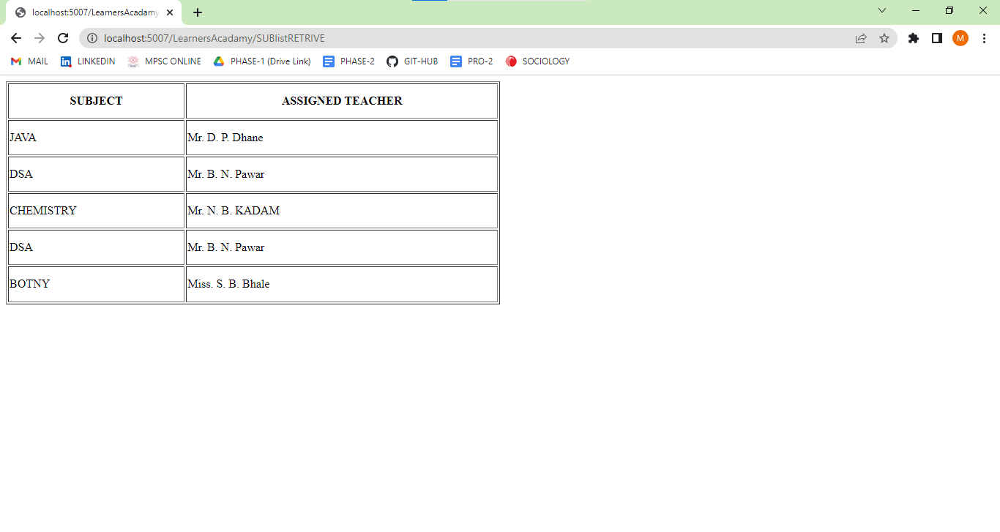 localhost:5007/LearnersAcadamy
localhost:5007/LearnersAcadamy/SUBlistRETRIVE
M
MAIL LINKEDIN MPSC ONLINE PHASE-1 (Drive Link) PHASE-2 GIT-HUB PRO-2 SOCIOLOGY
SUBJECT ASSIGNED TEACHER
JAVA Mr. D. P. Dhane
DSA Mr. B. N. Pawar
CHEMISTRY Mr. N. B. KADAM
DSA Mr. B. N. Pawar
BOTNY Miss. S. B. Bhale